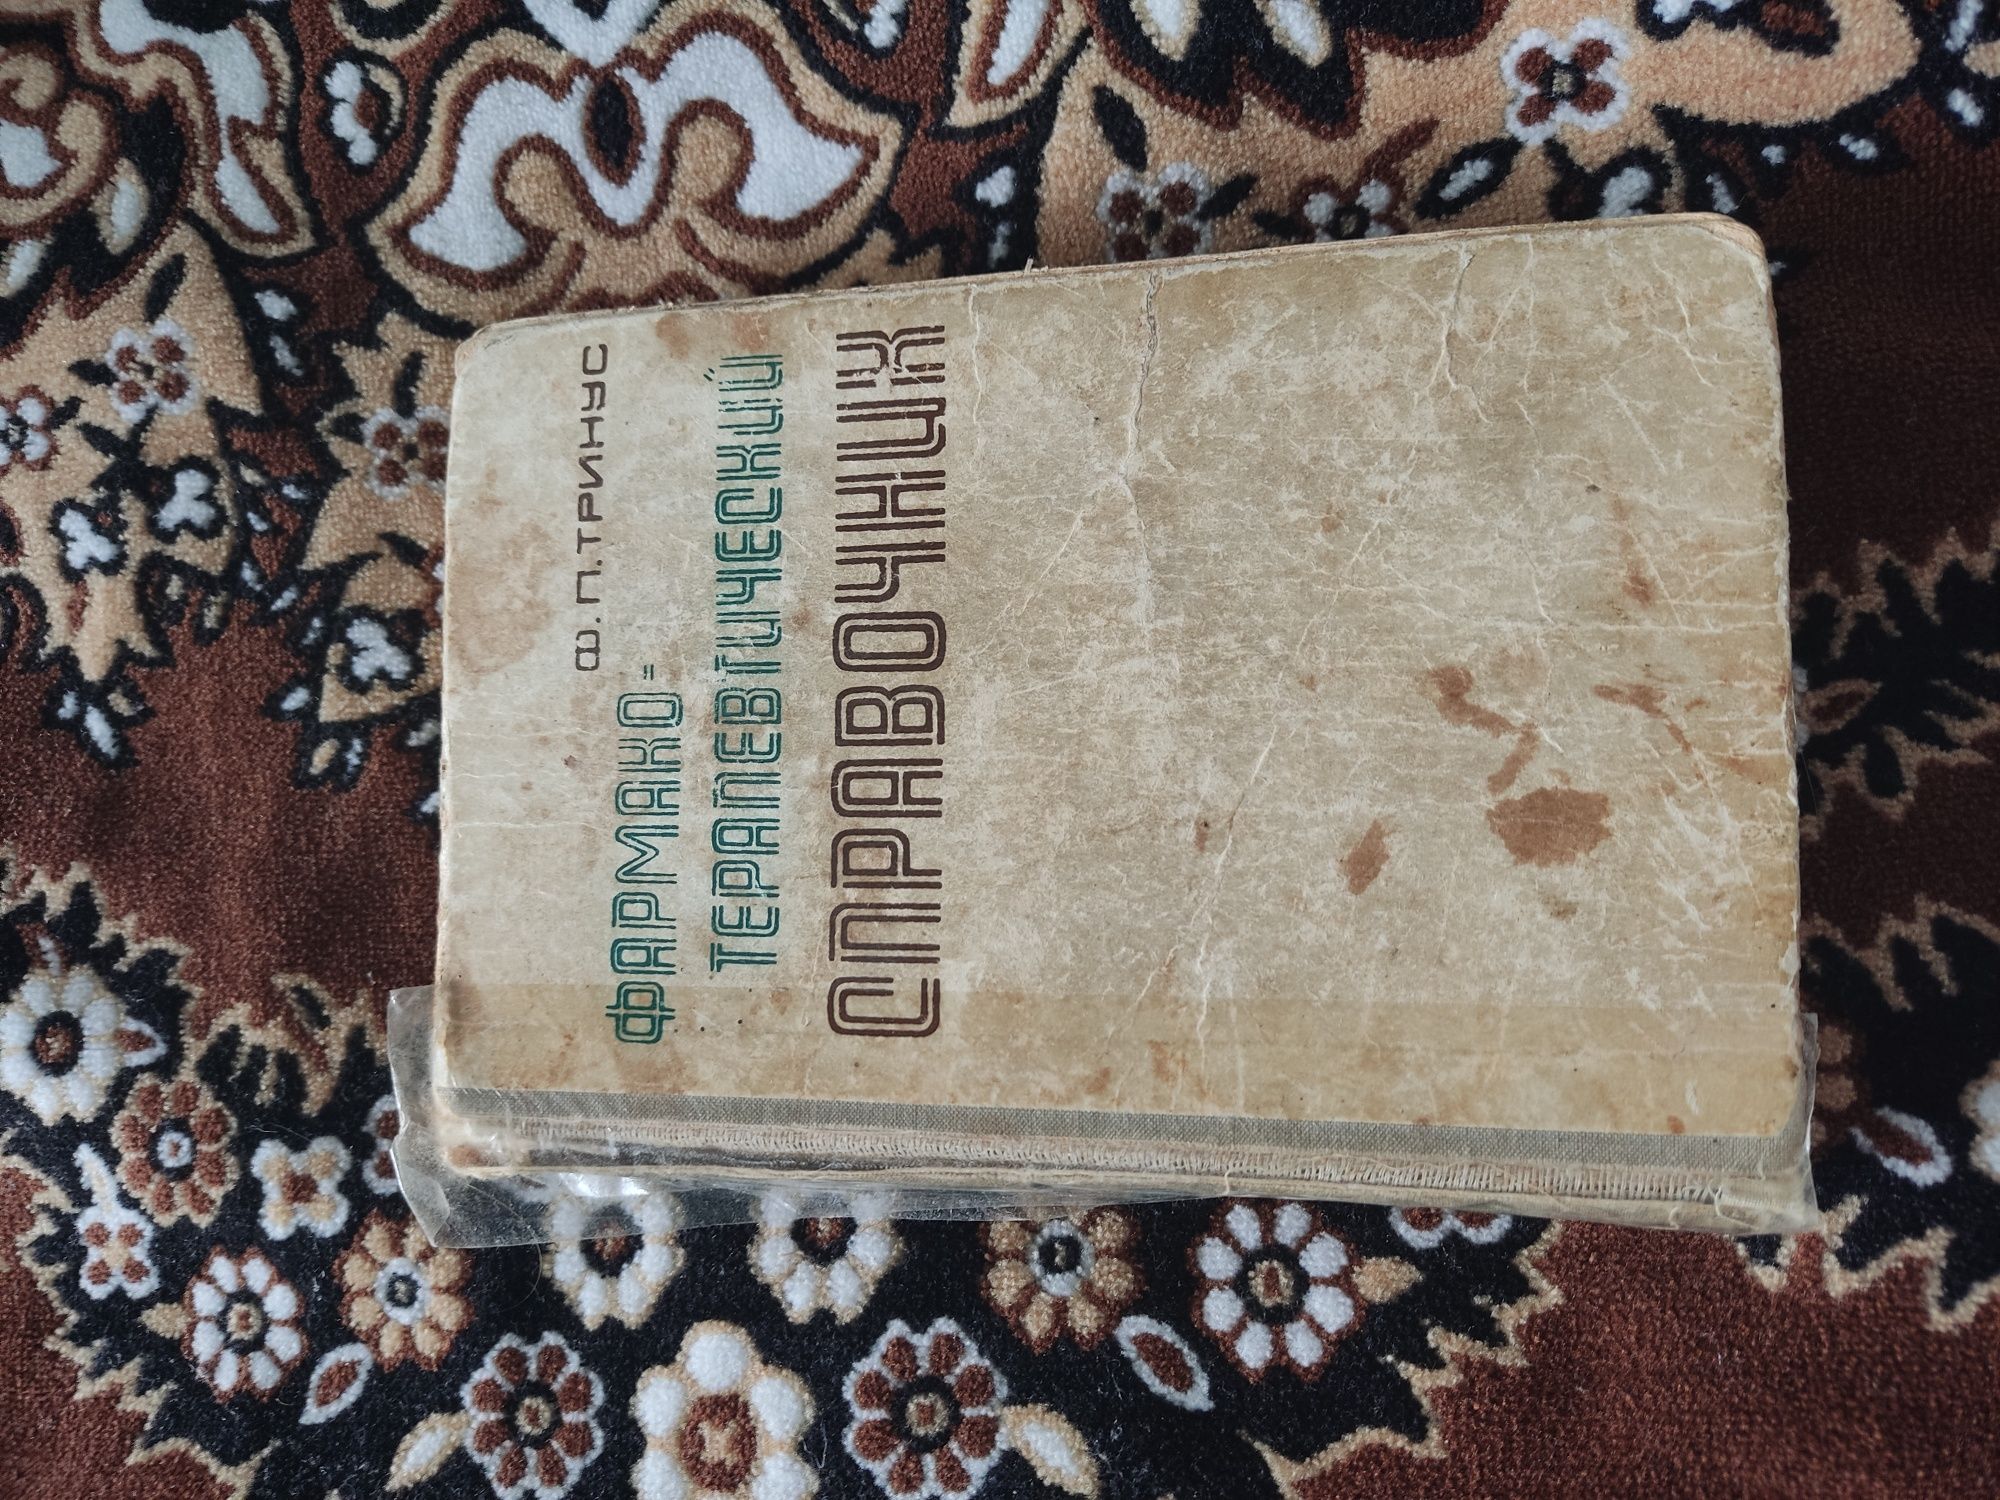 Ф. П. ТРИНУС
ФАРМАКО=
ТЕРАПЕВТИЧЕСКИЙ
СПРАВОЧНИК